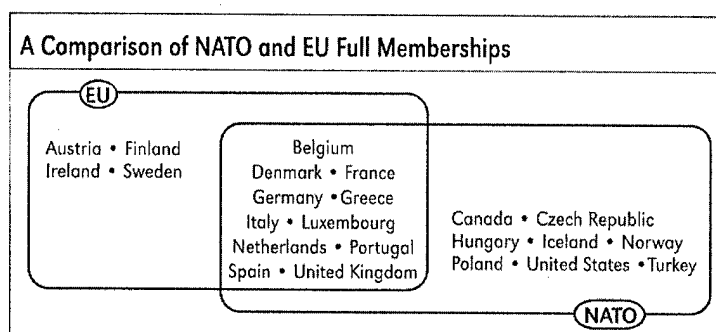 A Comparison of NATO and EU Full Memberships
EU
Austria • Finland
Ireland • Sweden
Belgium
Denmark • France
Germany • Greece
Italy • Luxembourg
Netherlands • Portugal
Spain • United Kingdom
Canada • Czech Republic
Hungary • Iceland • Norway
Poland • United States • Turkey
NATO